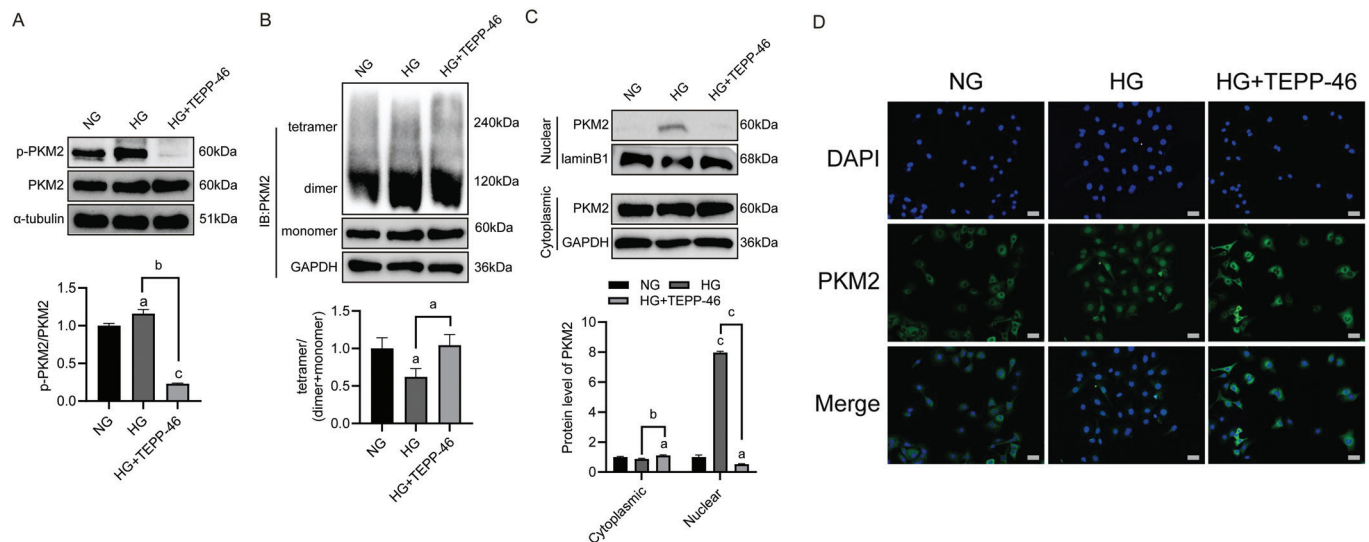 A
NG
HG
HG+TEPP-46
p-PKM2
60kDa
PKM2
60kDa
α-tubulin
51kDa
b
a
c
p-PKM2/PKM2
1.5
1.0
0.5
0.0
NG
HG
HG+TEPP-46
B
NG
HG
HG+TEPP-46
IB:PKM2
tetramer
240kDa
dimer
120kDa
monomer
60kDa
GAPDH
36kDa
a
a
tetramer/
(dimer+monomer)
1.5
1.0
0.5
0.0
NG
HG
HG+TEPP-46
C
NG
HG
HG+TEPP-46
Nuclear
PKM2
60kDa
laminB1
68kDa
Cytoplasmic
PKM2
60kDa
GAPDH
36kDa
NG
HG
HG+TEPP-46
Protein level of PKM2
10
8
6
4
2
0
b
a
c
c
a
Cytoplasmic
Nuclear
D
NG
HG
HG+TEPP-46
DAPI
PKM2
Merge